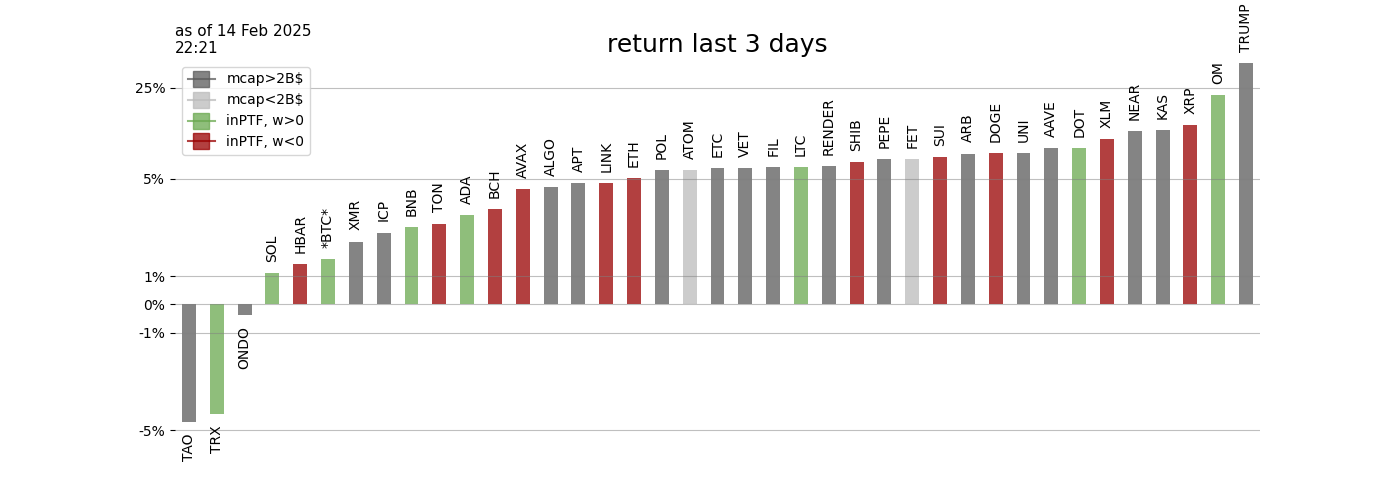 as of 14 Feb 2025
22:21
return last 3 days
mcap>2B$
mcap<2B$
inPTF, w>0
inPTF, w<0
25%
5%
1%
0%
-1%
-5%
TAO
TRX
ONDO
SOL
HBAR
*BTC*
XMR
ICP
BNB
TON
ADA
BCH
AVAX
ALGO
APT
LINK
ETH
POL
ATOM
ETC
VET
FIL
LTC
RENDER
SHIB
PEPE
FET
SUI
ARB
DOGE
UNI
AAVE
DOT
XLM
NEAR
KAS
XRP
OM
TRUMP